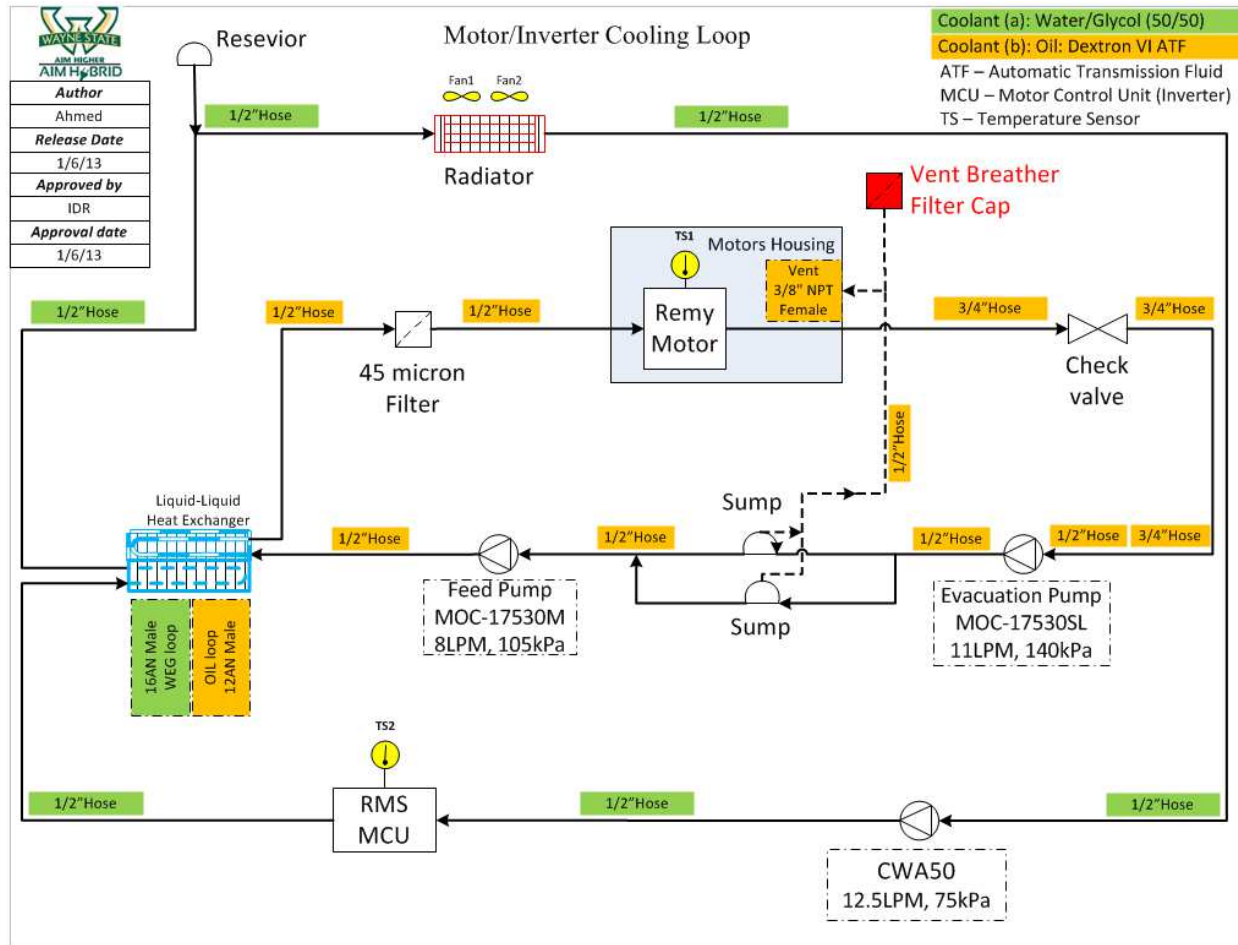 WAYNE STATE
AIM HIGHER
AIM HYBRID
Author
Ahmed
Release Date
1/6/13
Approved by
IDR
Approval date
1/6/13
Resevior
Motor/Inverter Cooling Loop
Coolant (a): Water/Glycol (50/50)
Coolant (b): Oil: Dextron VI ATF
ATF – Automatic Transmission Fluid
MCU – Motor Control Unit (Inverter)
TS – Temperature Sensor
Fan1
Fan2
1/2"Hose
1/2"Hose
Radiator
Vent Breather
Filter Cap
TS1
Motors Housing
Vent
3/8" NPT
Female
Remy
Motor
1/2"Hose
1/2"Hose
1/2"Hose
3/4"Hose
3/4"Hose
45 micron
Filter
Check
valve
1/2"Hose
Liquid-Liquid
Heat Exchanger
Sump
1/2"Hose
1/2"Hose
1/2"Hose
1/2"Hose
3/4"Hose
Feed Pump
MOC-17530M
8LPM, 105kPa
Sump
Evacuation Pump
MOC-17530SL
11LPM, 140kPa
16AN Male
WEG loop
OIL loop
12AN Male
TS2
RMS
MCU
1/2"Hose
1/2"Hose
1/2"Hose
CWA50
12.5LPM, 75kPa